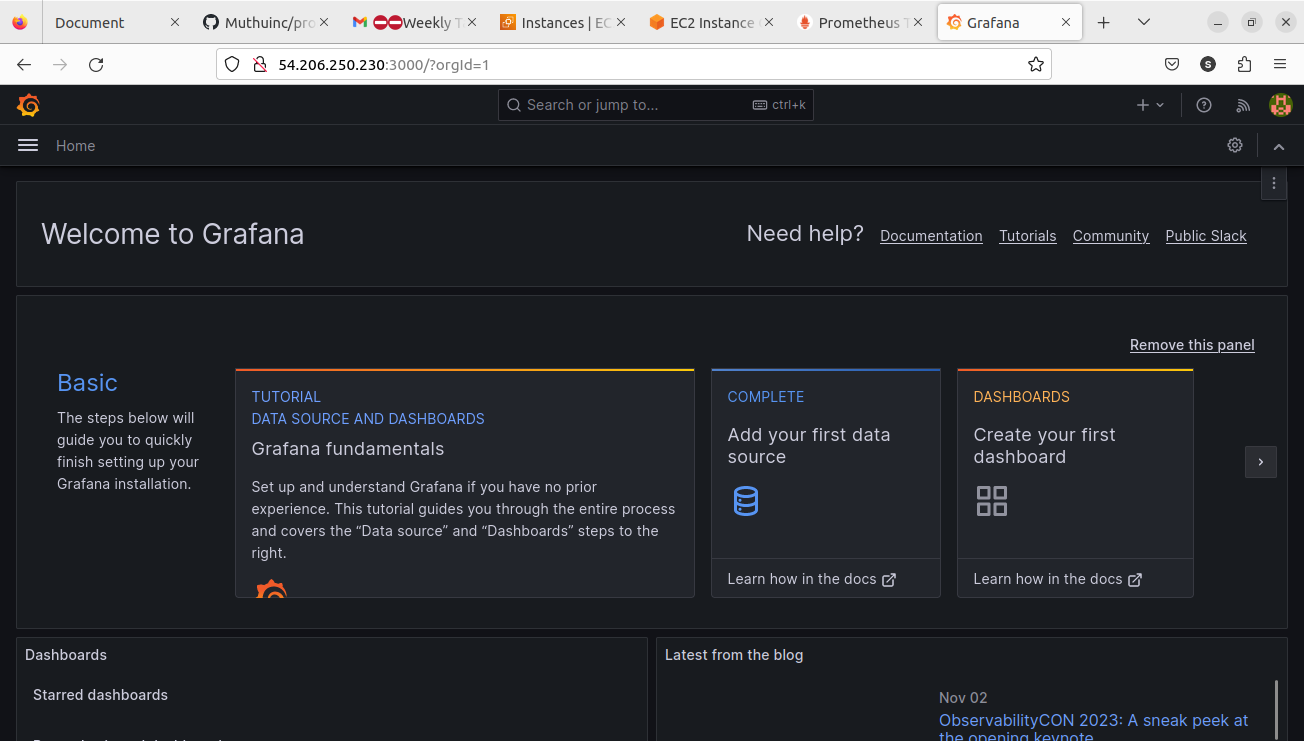 Document
Muthuinc/pro
⛔⛔Weekly T
Instances | EC
EC2 Instance
Prometheus T
Grafana
54.206.250.230:3000/?orgId=1
S
Search or jump to...
ctrl+k
Home
Welcome to Grafana
Need help?
Documentation
Tutorials
Community
Public Slack
Remove this panel
Basic
The steps below will
guide you to quickly
finish setting up your
Grafana installation.
TUTORIAL
DATA SOURCE AND DASHBOARDS
Grafana fundamentals
Set up and understand Grafana if you have no prior
experience. This tutorial guides you through the entire process
and covers the “Data source” and “Dashboards” steps to the
right.
COMPLETE
Add your first data
source
Learn how in the docs
DASHBOARDS
Create your first
dashboard
Learn how in the docs
Dashboards
Starred dashboards
Latest from the blog
Nov 02
ObservabilityCON 2023: A sneak peek at
the opening keynote